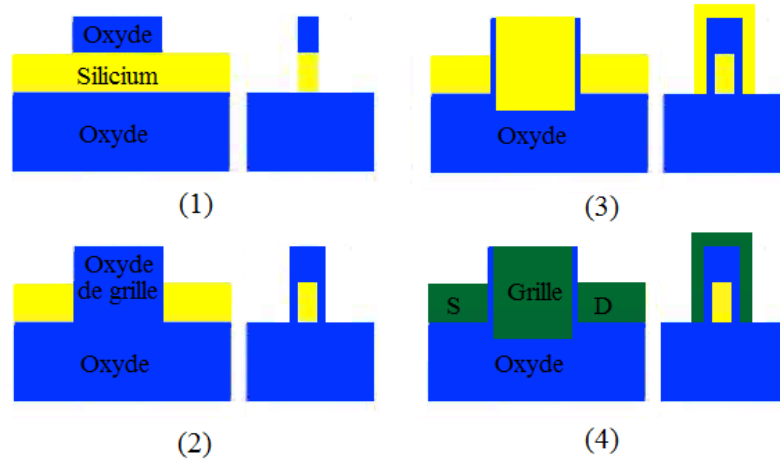 Oxyde
Silicium
Oxyde
(1)
Oxyde
(3)
Oxyde
de grille
Oxyde
(2)
S
Grille
D
Oxyde
(4)